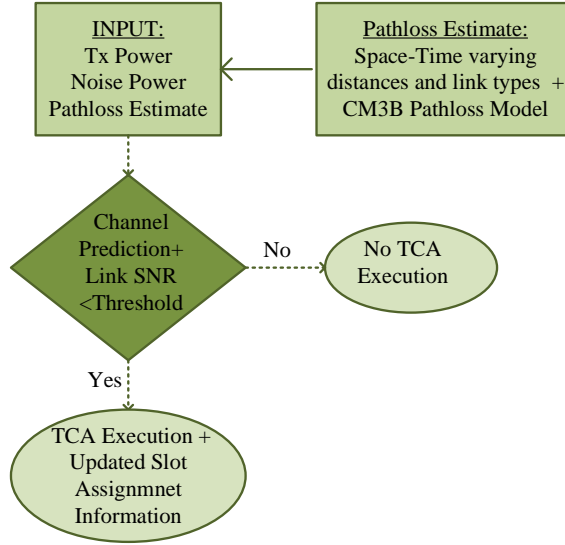 INPUT:
Tx Power
Noise Power
Pathloss Estimate
Pathloss Estimate:
Space-Time varying
distances and link types +
CM3B Pathloss Model
Channel
Prediction+
Link SNR
<Threshold
No
No TCA
Execution
Yes
TCA Execution +
Updated Slot
Assignmnet
Information